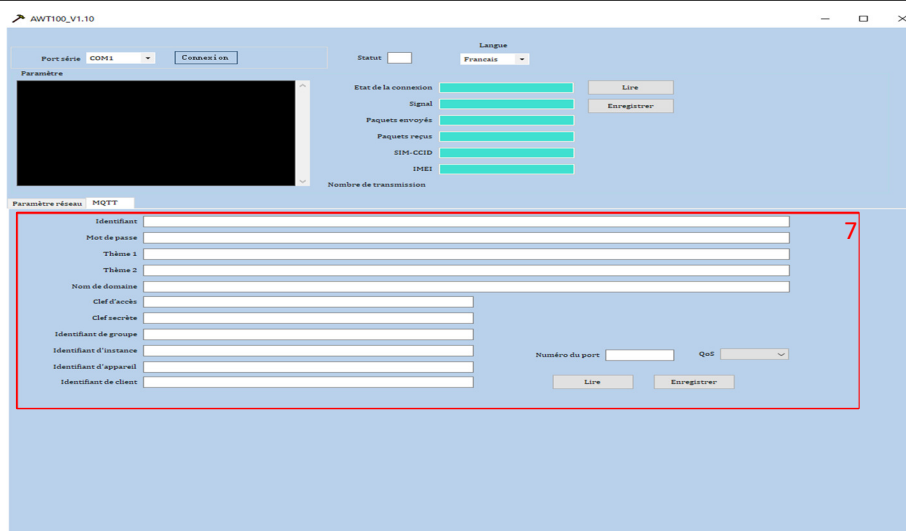 AWT100_V1.10
Langue
Port série COM1 Connexion Statut Francais
Paramètre
Etat de la connexion Lire
Signal Enregistrer
Paquets envoyés
Paquets reçus
SIM-CCID
IMEI
Nombre de transmission
Paramètre réseau MQTT
Identifiant 7
Mot de passe
Thème 1
Thème 2
Nom de domaine
Clef d'accès
Clef secrète
Identifiant de groupe
Identifiant d'instance Numéro du port QoS
Identifiant d'appareil
Identifiant de client Lire Enregistrer